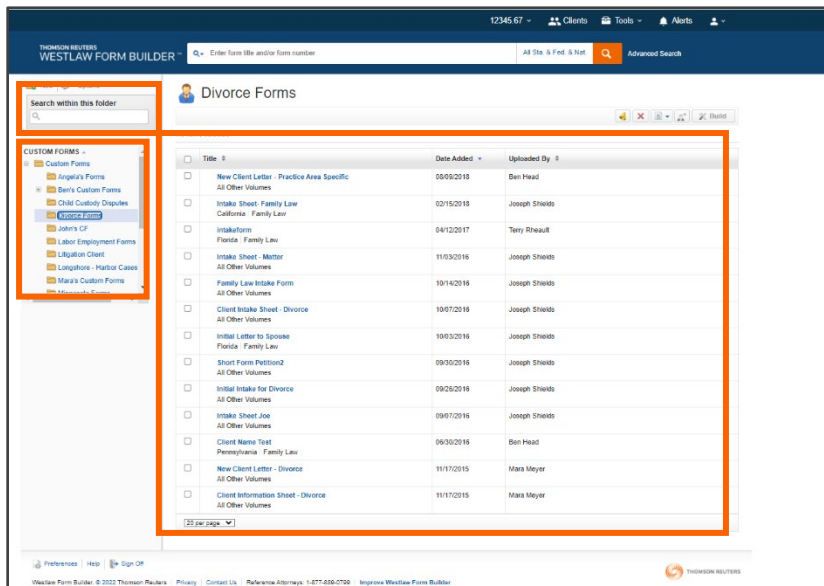 12345.67
Clients
Tools
Alerts
THOMSON REUTERS
WESTLAW FORM BUILDER™
Enter form title and/or form number
All Sta. & Fed. & Nat.
Advanced Search
Search within this folder
CUSTOM FORMS
Custom Forms
Angela's Forms
Ben's Custom Forms
Child Custody Disputes
Divorce Forms
John's CF
Labor Employment Forms
Litigation Client
Longshore - Harbor Cases
Mara's Custom Forms
Divorce Forms
Build
Title Date Added Uploaded By
New Client Letter - Practice Area Specific 08/09/2018 Ben Head
All Other Volumes
Intake Sheet- Family Law 02/15/2018 Joseph Shields
California | Family Law
intakeform 04/12/2017 Terry Rheault
Florida | Family Law
Intake Sheet - Matter 11/03/2016 Joseph Shields
All Other Volumes
Family Law Intake Form 10/14/2016 Joseph Shields
All Other Volumes
Client Intake Sheet - Divorce 10/07/2016 Joseph Shields
All Other Volumes
Initial Letter to Spouse 10/03/2016 Joseph Shields
Florida | Family Law
Short Form Petition2 09/30/2016 Joseph Shields
All Other Volumes
Initial Intake for Divorce 09/26/2016 Joseph Shields
All Other Volumes
Intake Sheet Joe 09/07/2016 Joseph Shields
All Other Volumes
Client Name Test 06/30/2016 Ben Head
Pennsylvania | Family Law
New Client Letter - Divorce 11/17/2015 Mara Meyer
All Other Volumes
Client Information Sheet - Divorce 11/17/2015 Mara Meyer
All Other Volumes
20 per page
Preferences | Help | Sign Off
THOMSON REUTERS
Westlaw Form Builder. © 2022 Thomson Reuters | Privacy | Contact Us | Reference Attorneys: 1-877-639-0799 | Improve Westlaw Form Builder